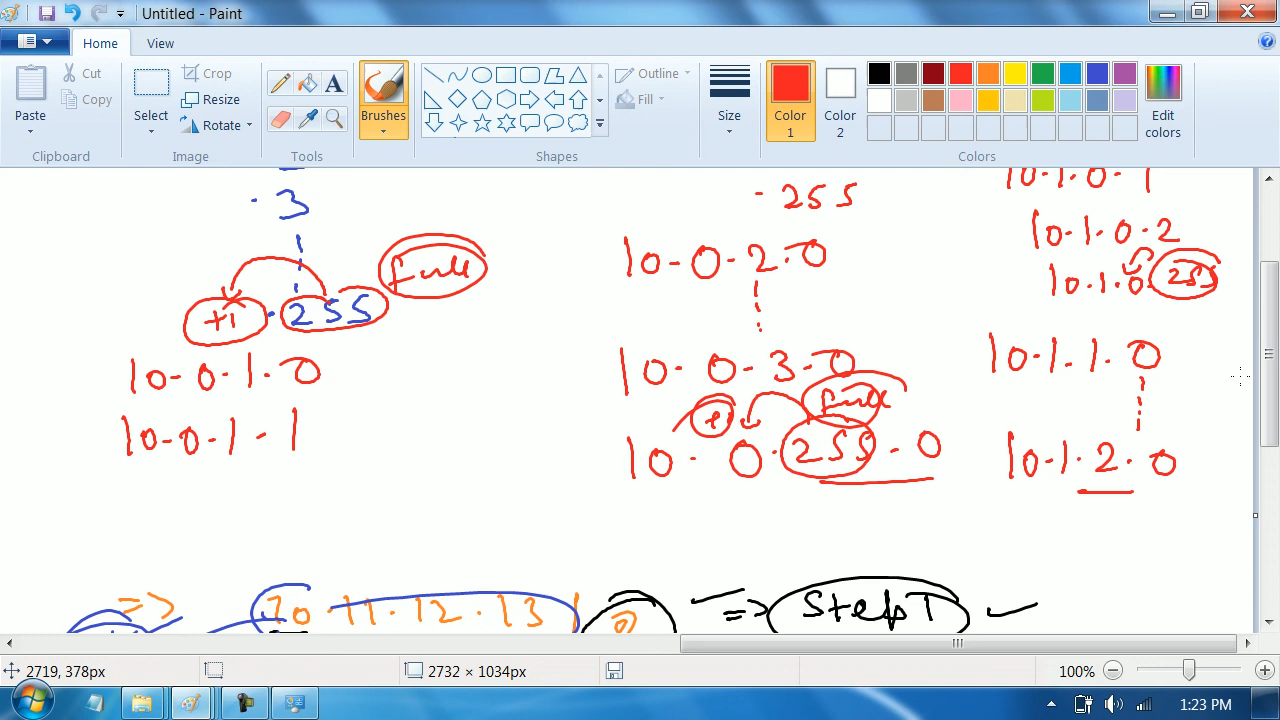 Untitled - Paint
Home
View
Paste
Cut
Copy
Clipboard
Select
Crop
Resize
Rotate
Image
Tools
Brushes
Shapes
Outline
Fill
Size
Color 1
Color 2
Edit colors
Colors
. 3
full
+1 . 255
10-0-1-0
10-0-1-1
. 255
10-0-2.0
10-0-3.0
full
+1
10.0.255.0
10.1.0.1
10.1.0.2
10.1.0.255
10.1.1.0
10.1.2.0
=> 10.11.12.13 / 8 => Step 1
2719, 378px
2732 × 1034px
100%
1:23 PM